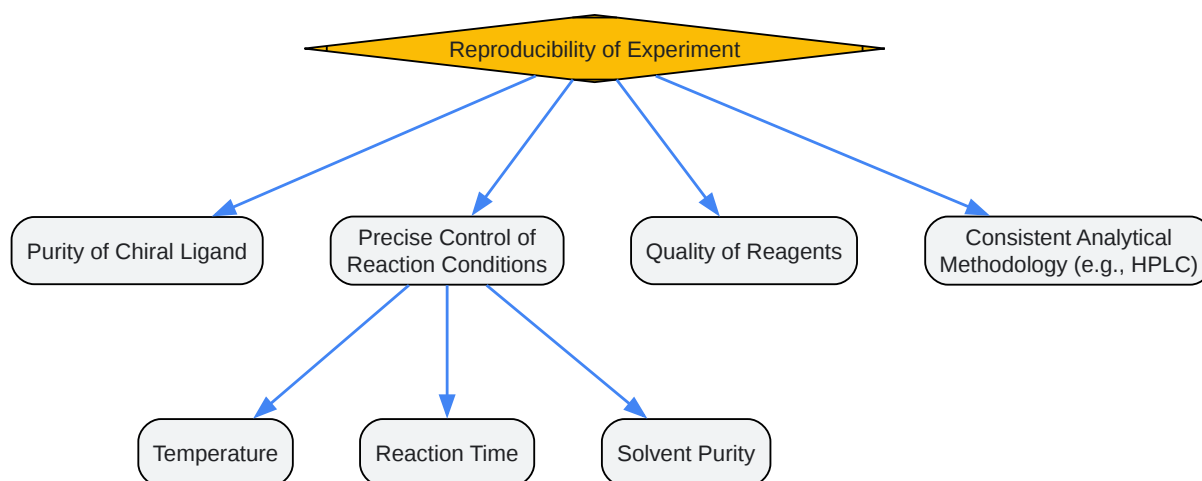 Reproducibility of Experiment
Purity of Chiral Ligand
Precise Control of
Reaction Conditions
Quality of Reagents
Consistent Analytical
Methodology (e.g., HPLC)
Temperature
Reaction Time
Solvent Purity